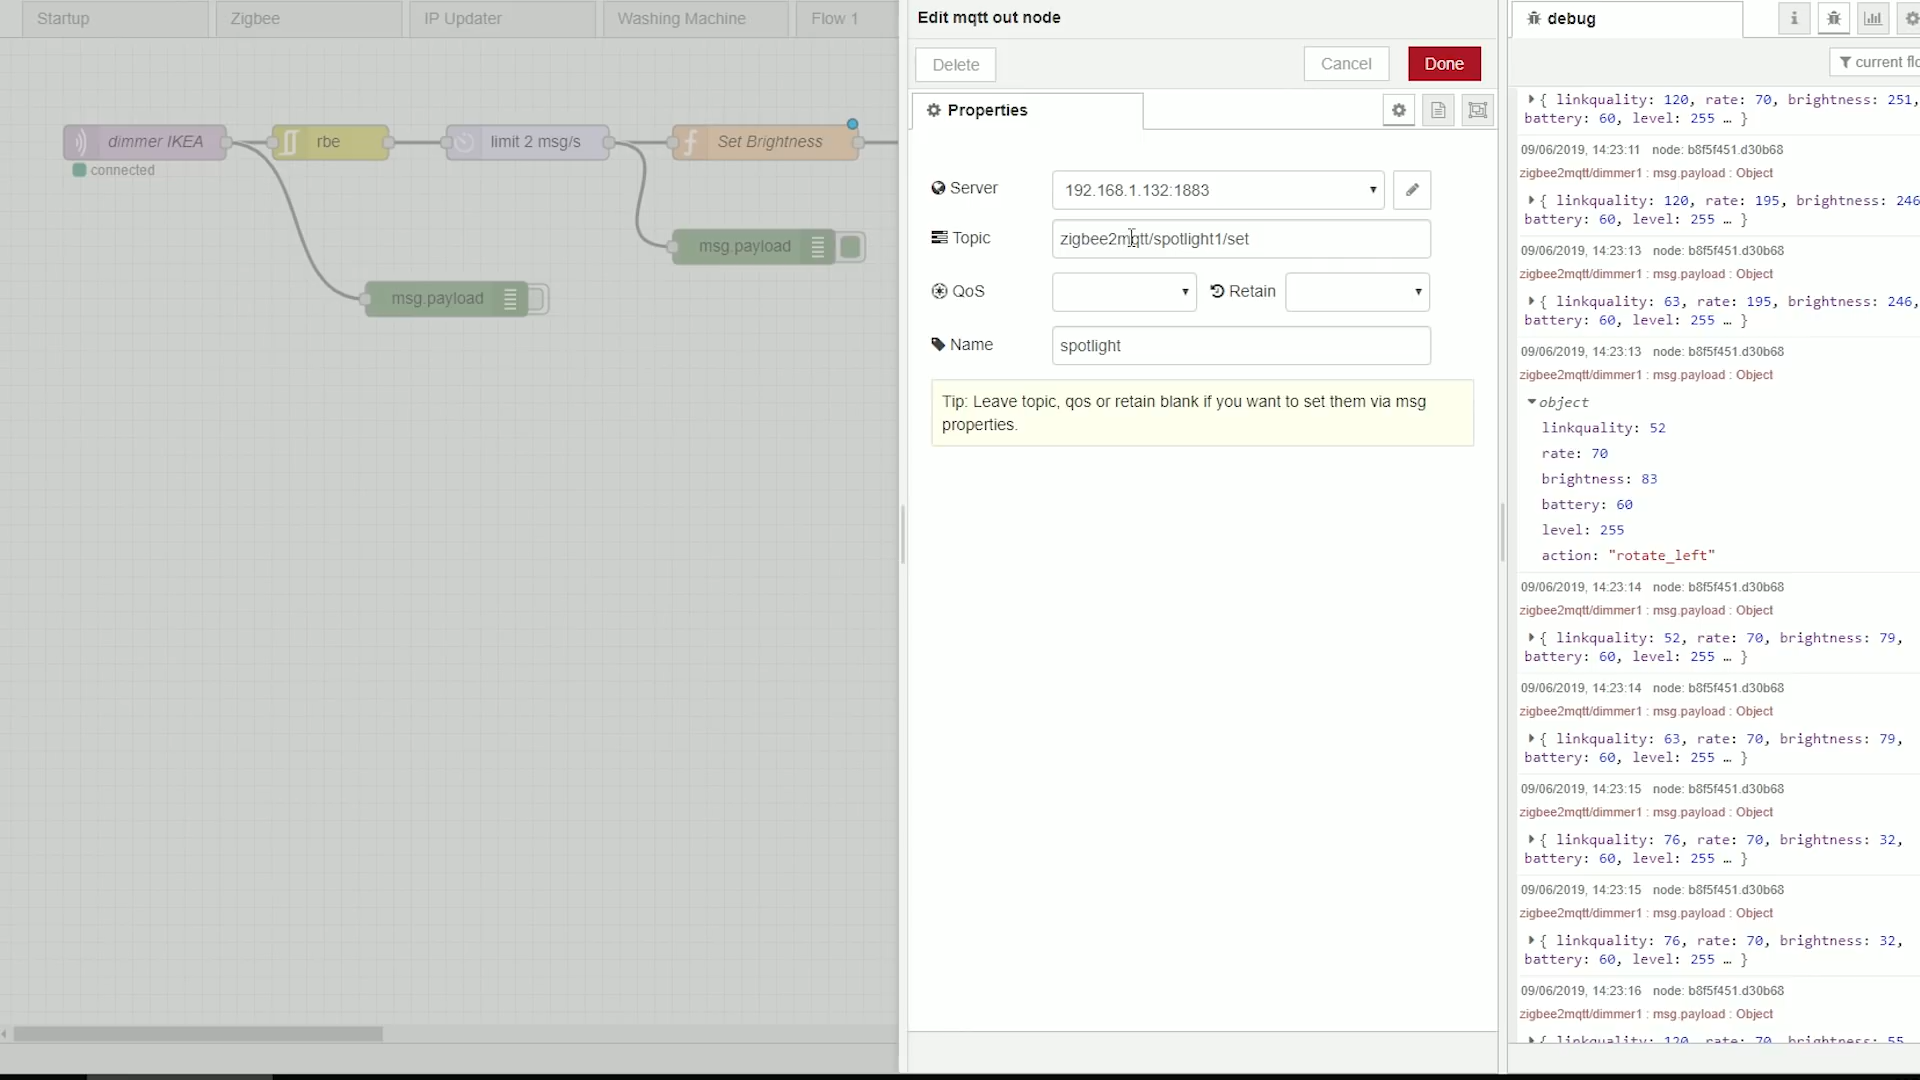 Startup
Zigbee
IP Updater
Washing Machine
Flow 1
dimmer IKEA
connected
rbe
limit 2 msg/s
Set Brightness
msg.payload
msg.payload
Edit mqtt out node
Delete
Cancel
Done
Properties
Server
192.168.1.132:1883
Topic
zigbee2mqtt/spotlight1/set
QoS
Retain
Name
spotlight
Tip: Leave topic, qos or retain blank if you want to set them via msg
properties.
debug
current flo
{ linkquality: 120, rate: 70, brightness: 251,
battery: 60, level: 255 … }
09/06/2019, 14:23:11 node: b8f5f451.d30b68
zigbee2mqtt/dimmer1 : msg.payload : Object
{ linkquality: 120, rate: 195, brightness: 246
battery: 60, level: 255 … }
09/06/2019, 14:23:13 node: b8f5f451.d30b68
zigbee2mqtt/dimmer1 : msg.payload : Object
{ linkquality: 63, rate: 195, brightness: 246,
battery: 60, level: 255 … }
09/06/2019, 14:23:13 node: b8f5f451.d30b68
zigbee2mqtt/dimmer1 : msg.payload : Object
object
linkquality: 52
rate: 70
brightness: 83
battery: 60
level: 255
action: "rotate_left"
09/06/2019, 14:23:14 node: b8f5f451.d30b68
zigbee2mqtt/dimmer1 : msg.payload : Object
{ linkquality: 52, rate: 70, brightness: 79,
battery: 60, level: 255 … }
09/06/2019, 14:23:14 node: b8f5f451.d30b68
zigbee2mqtt/dimmer1 : msg.payload : Object
{ linkquality: 63, rate: 70, brightness: 79,
battery: 60, level: 255 … }
09/06/2019, 14:23:15 node: b8f5f451.d30b68
zigbee2mqtt/dimmer1 : msg.payload : Object
{ linkquality: 76, rate: 70, brightness: 32,
battery: 60, level: 255 … }
09/06/2019, 14:23:15 node: b8f5f451.d30b68
zigbee2mqtt/dimmer1 : msg.payload : Object
{ linkquality: 76, rate: 70, brightness: 32,
battery: 60, level: 255 … }
09/06/2019, 14:23:16 node: b8f5f451.d30b68
zigbee2mqtt/dimmer1 : msg.payload : Object
{ linkquality: 120, rate: 70, brightness: 55